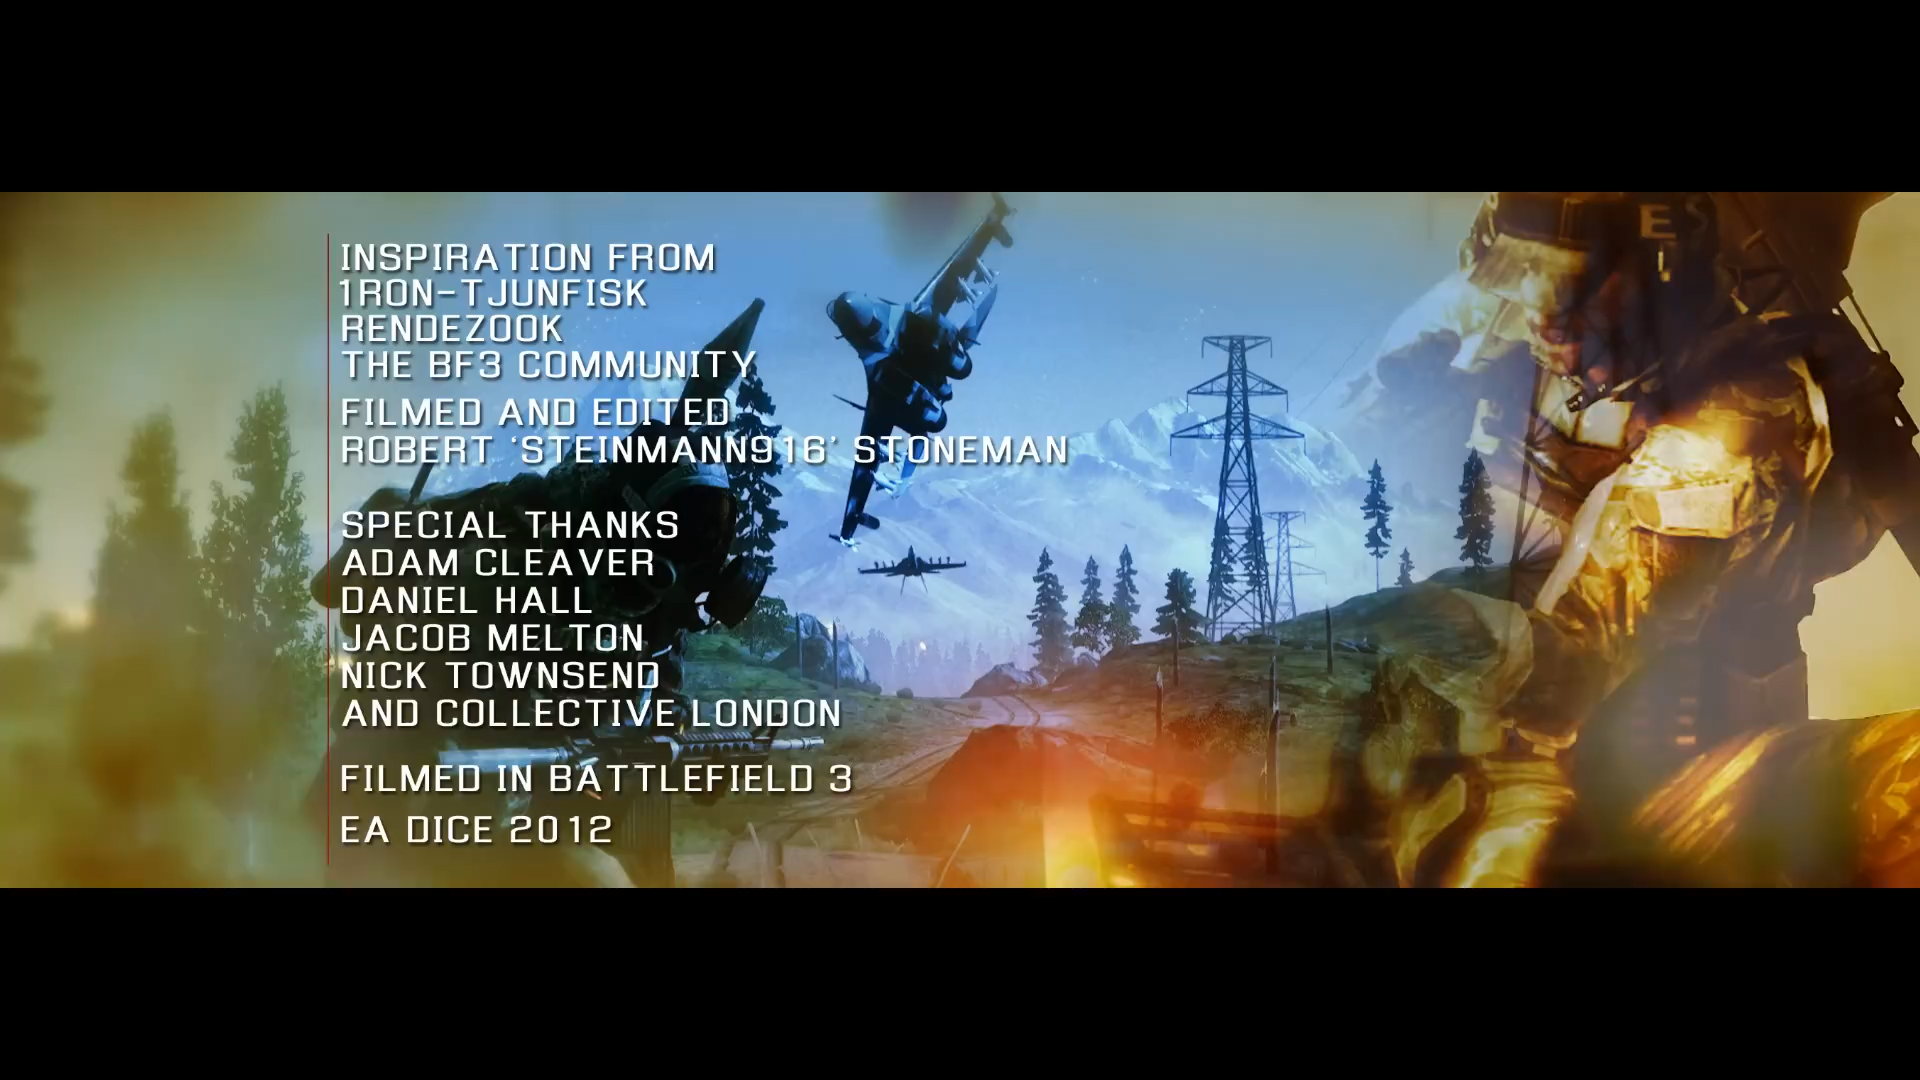 INSPIRATION FROM
1RON-TJUNFISK
RENDEZOOK
THE BF3 COMMUNITY
FILMED AND EDITED
ROBERT ‘STEINMANN916’ STONEMAN
SPECIAL THANKS
ADAM CLEAVER
DANIEL HALL
JACOB MELTON
NICK TOWNSEND
AND COLLECTIVE LONDON
FILMED IN BATTLEFIELD 3
EA DICE 2012